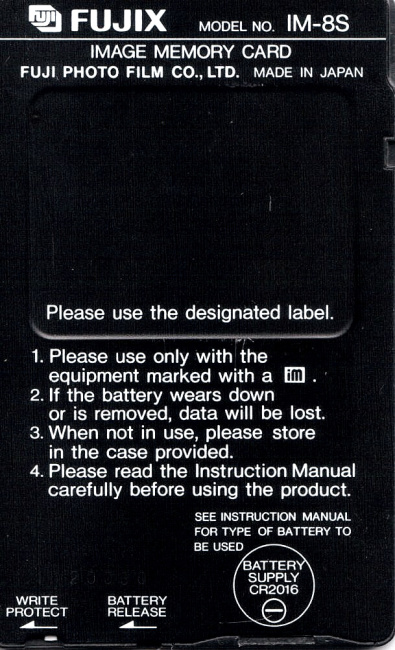 Fuji FUJIX MODEL NO. IM-8S
IMAGE MEMORY CARD
FUJI PHOTO FILM CO., LTD. MADE IN JAPAN
Please use the designated label.
1. Please use only with the
equipment marked with a im .
2. If the battery wears down
or is removed, data will be lost.
3. When not in use, please store
in the case provided.
4. Please read the Instruction Manual
carefully before using the product.
SEE INSTRUCTION MANUAL
FOR TYPE OF BATTERY TO
BE USED
BATTERY
SUPPLY
CR2016
WRITE
PROTECT
BATTERY
RELEASE